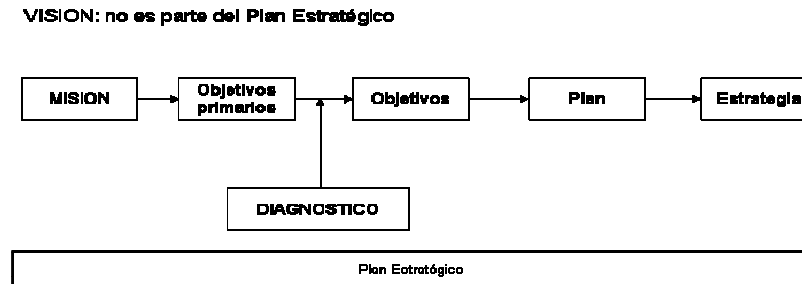 VISION: no es parte del Plan Estratégico
MISION
Objetivos
primarios
Objetivos
Plan
Estrategia
DIAGNOSTICO
Plan Estratégico